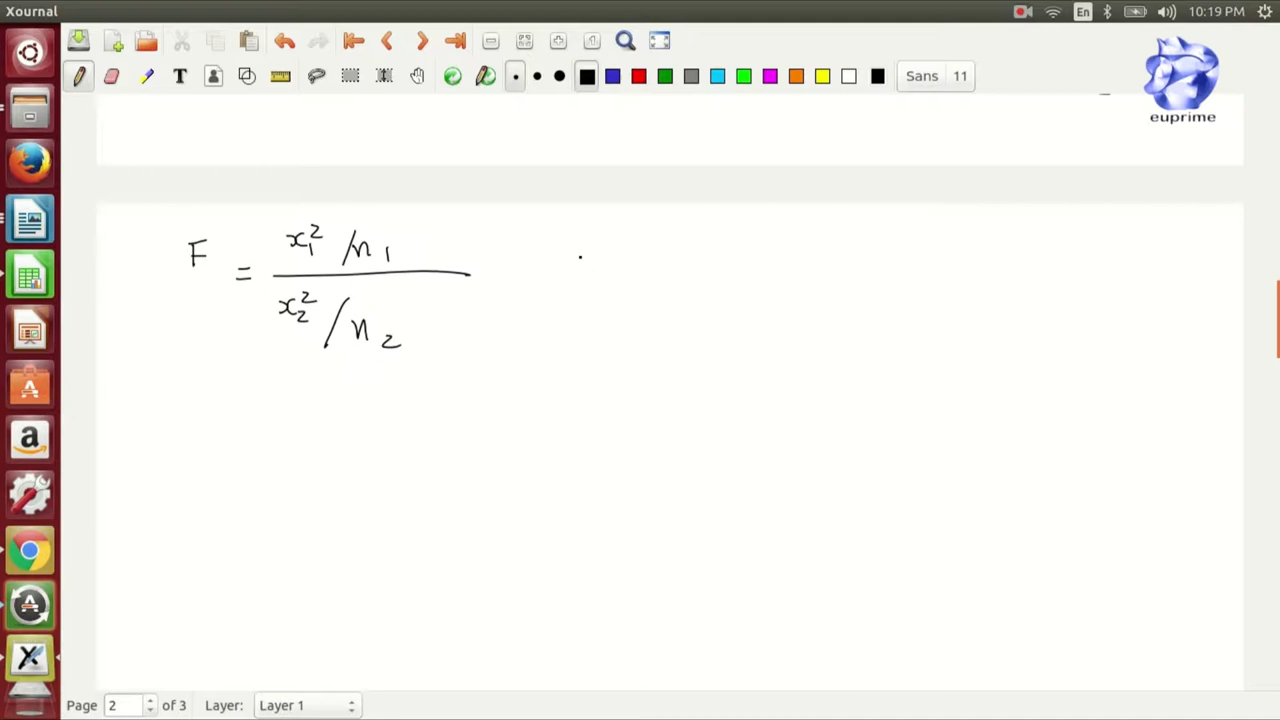 Xournal
En
10:19 PM
T
Sans 11
euprime
F = x₁² / n₁
x₂² / n₂
Page 2 of 3 Layer: Layer 1